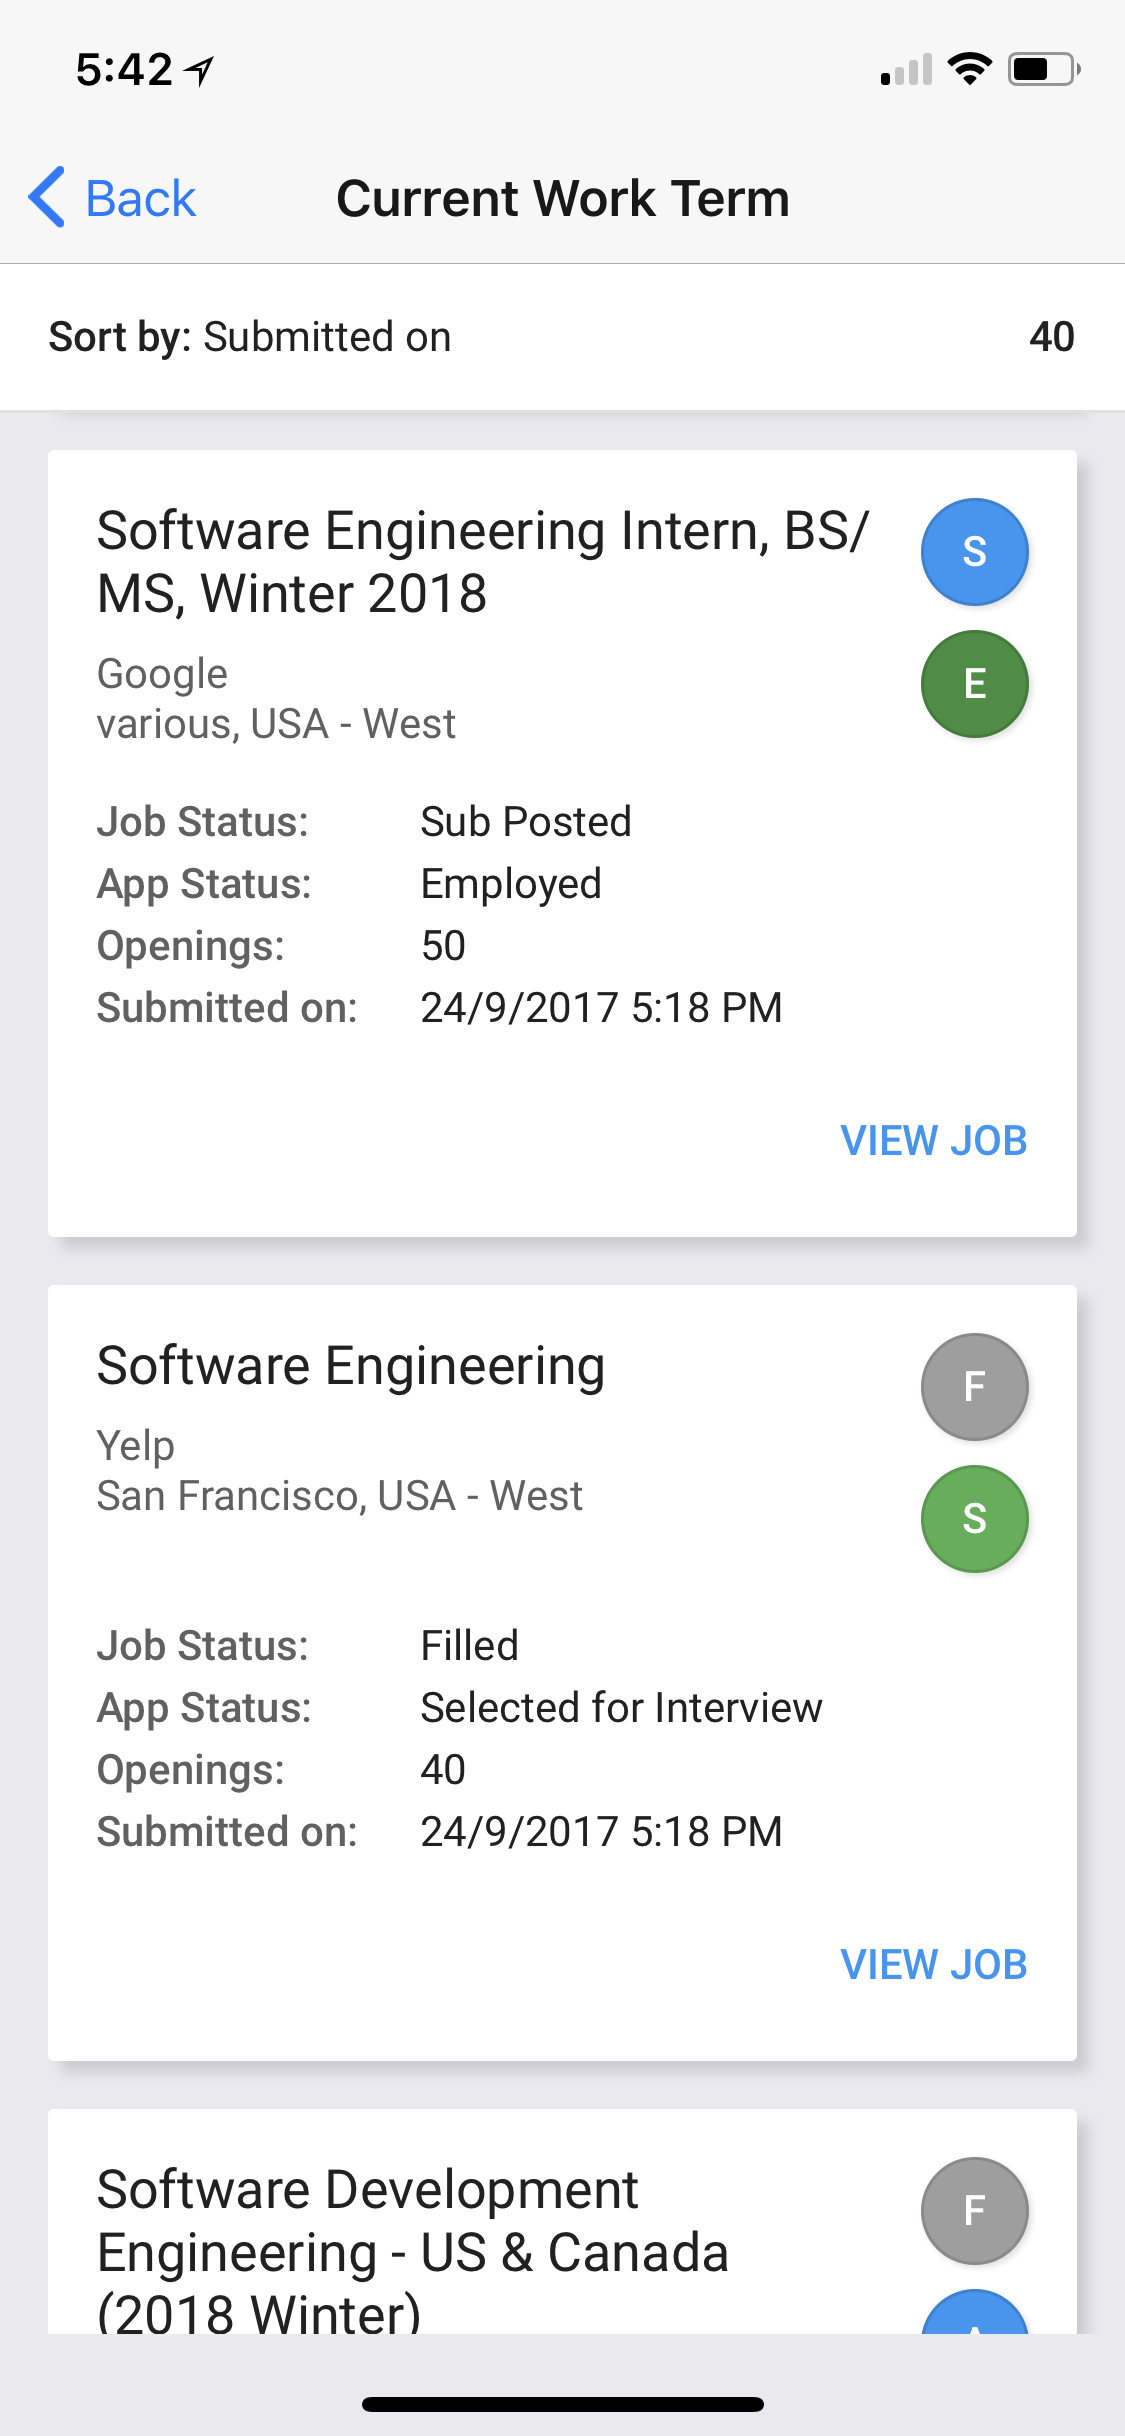 5:42
Back
Current Work Term
Sort by: Submitted on
40
Software Engineering Intern, BS/
MS, Winter 2018
S
E
Google
various, USA - West
Job Status: Sub Posted
App Status: Employed
Openings: 50
Submitted on: 24/9/2017 5:18 PM
VIEW JOB
Software Engineering
F
S
Yelp
San Francisco, USA - West
Job Status: Filled
App Status: Selected for Interview
Openings: 40
Submitted on: 24/9/2017 5:18 PM
VIEW JOB
Software Development
Engineering - US & Canada
(2018 Winter)
F